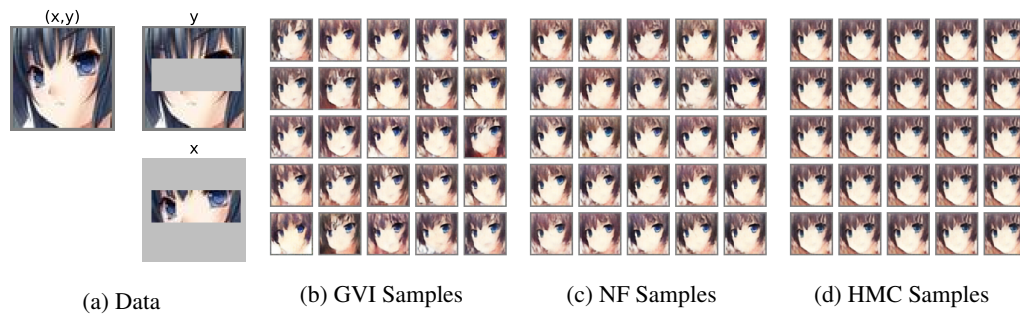 (x,y)
y
x
(a) Data
(b) GVI Samples
(c) NF Samples
(d) HMC Samples